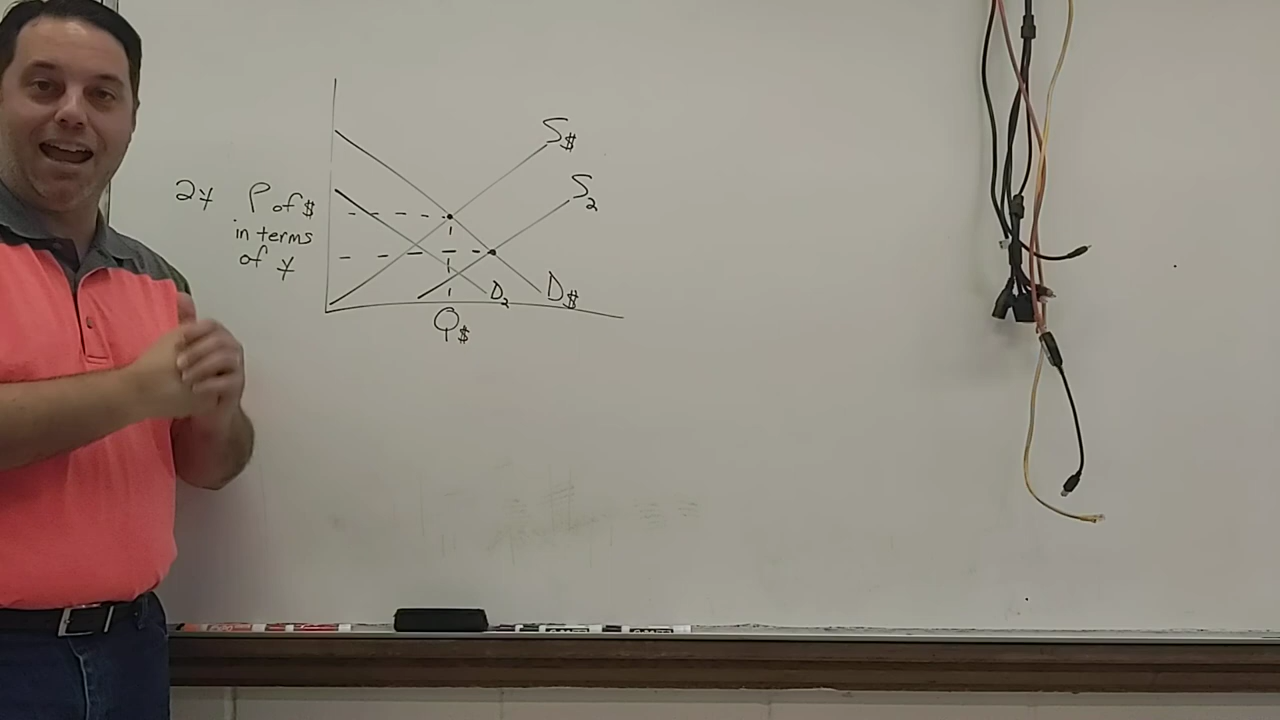 S$
S2
2¥ P of $
in terms
of ¥
D2 D$
Q$